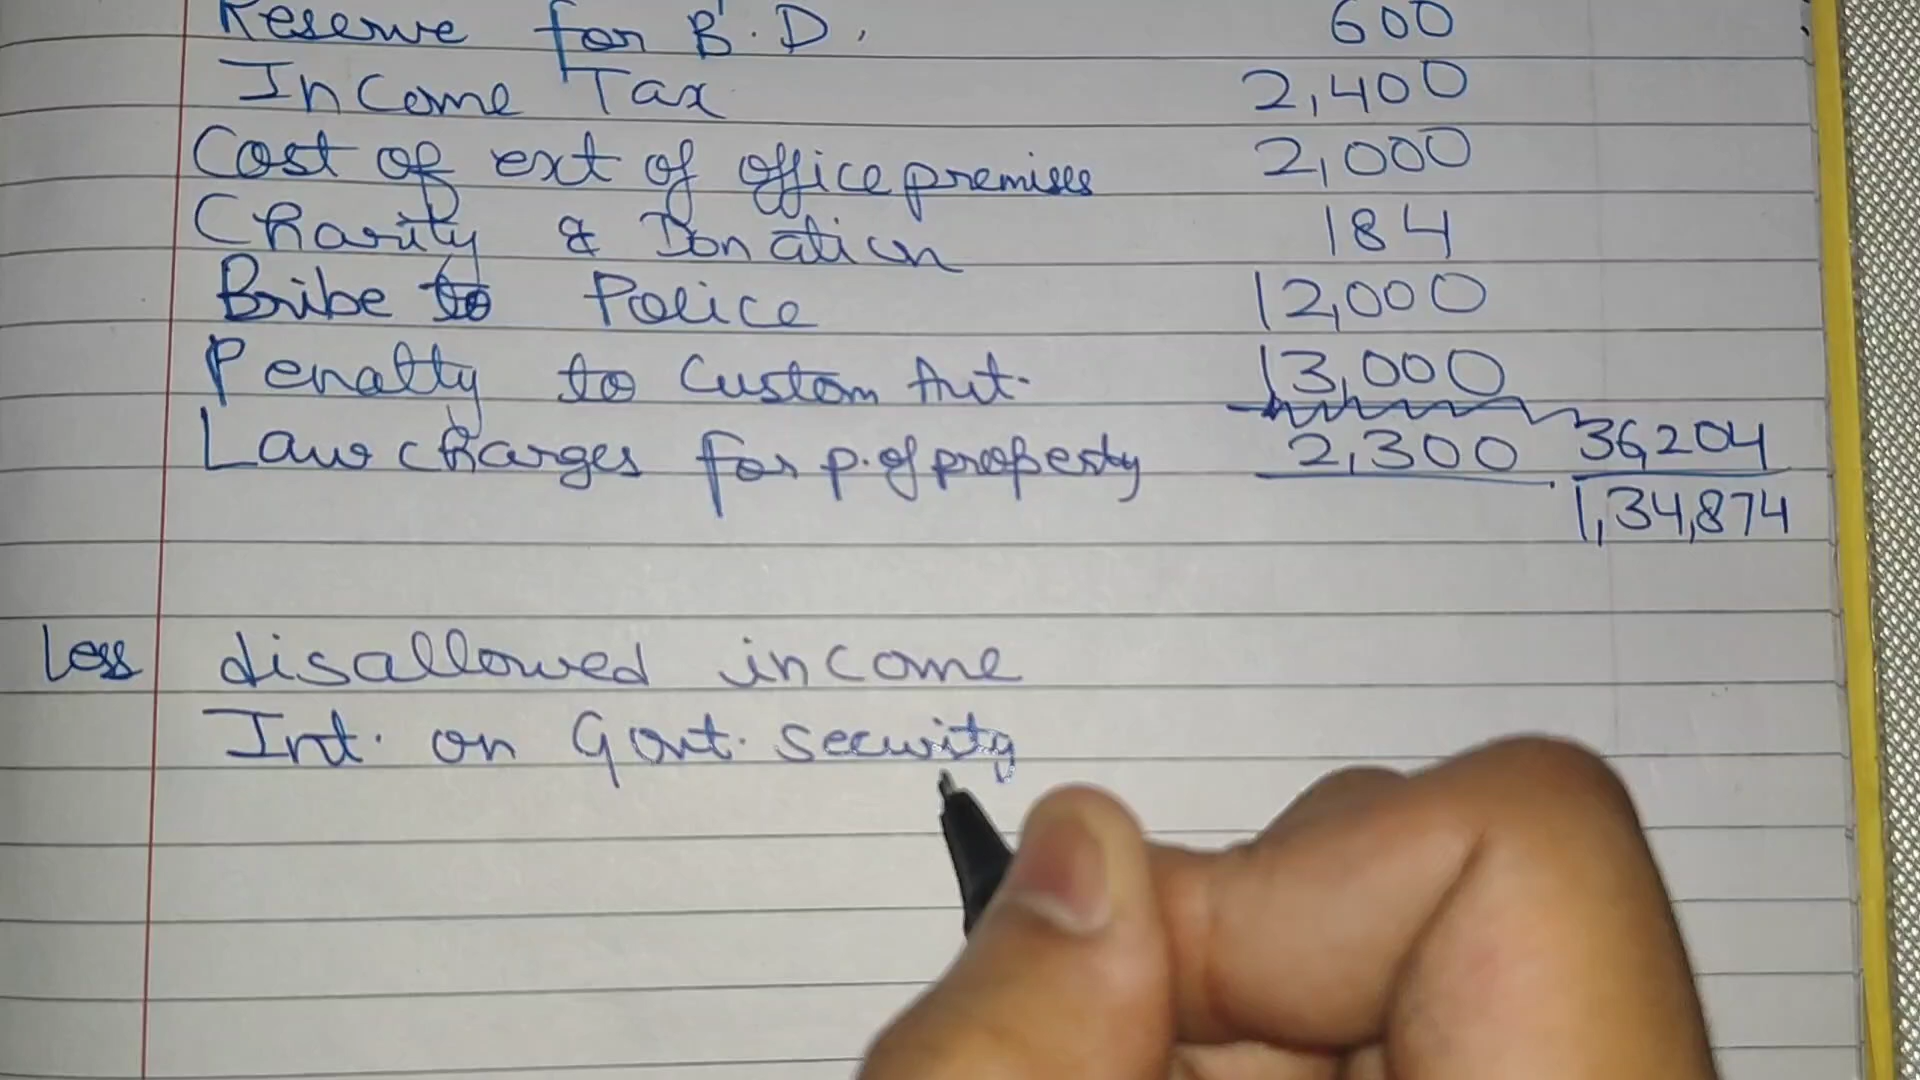 Reserve for B.D. 600
Income Tax 2,400
Cost of ext of office premises 2,000
Charity & Donation 184
Bribe to Police 12,000
Penalty to Custom Aut. 13,000
Law charges for p. of property 2,300 36,204
1,34,874
Less disallowed income
Int. on Govt. security